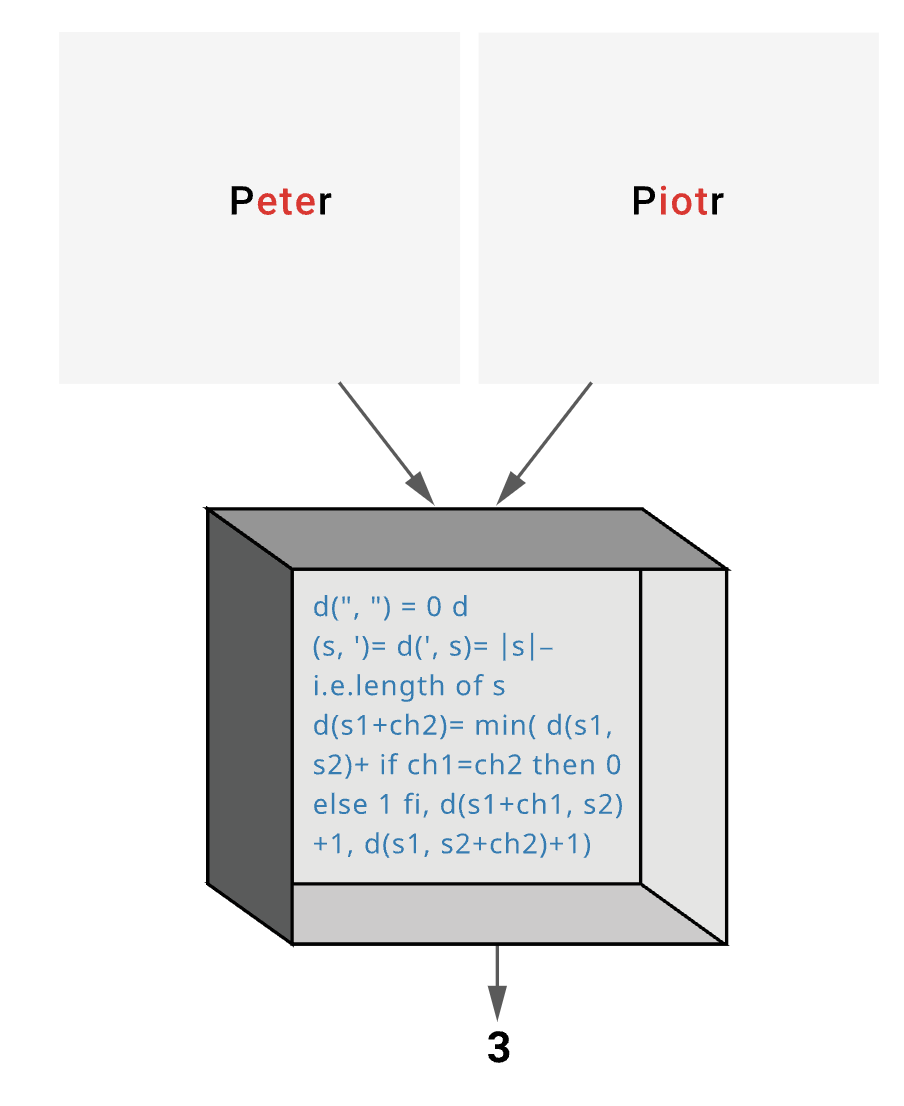 Peter
Piotr
d(", ") = 0 d
(s, ')= d(', s)= |s|–
i.e.length of s
d(s1+ch2)= min( d(s1,
s2)+ if ch1=ch2 then 0
else 1 fi, d(s1+ch1, s2)
+1, d(s1, s2+ch2)+1)
3